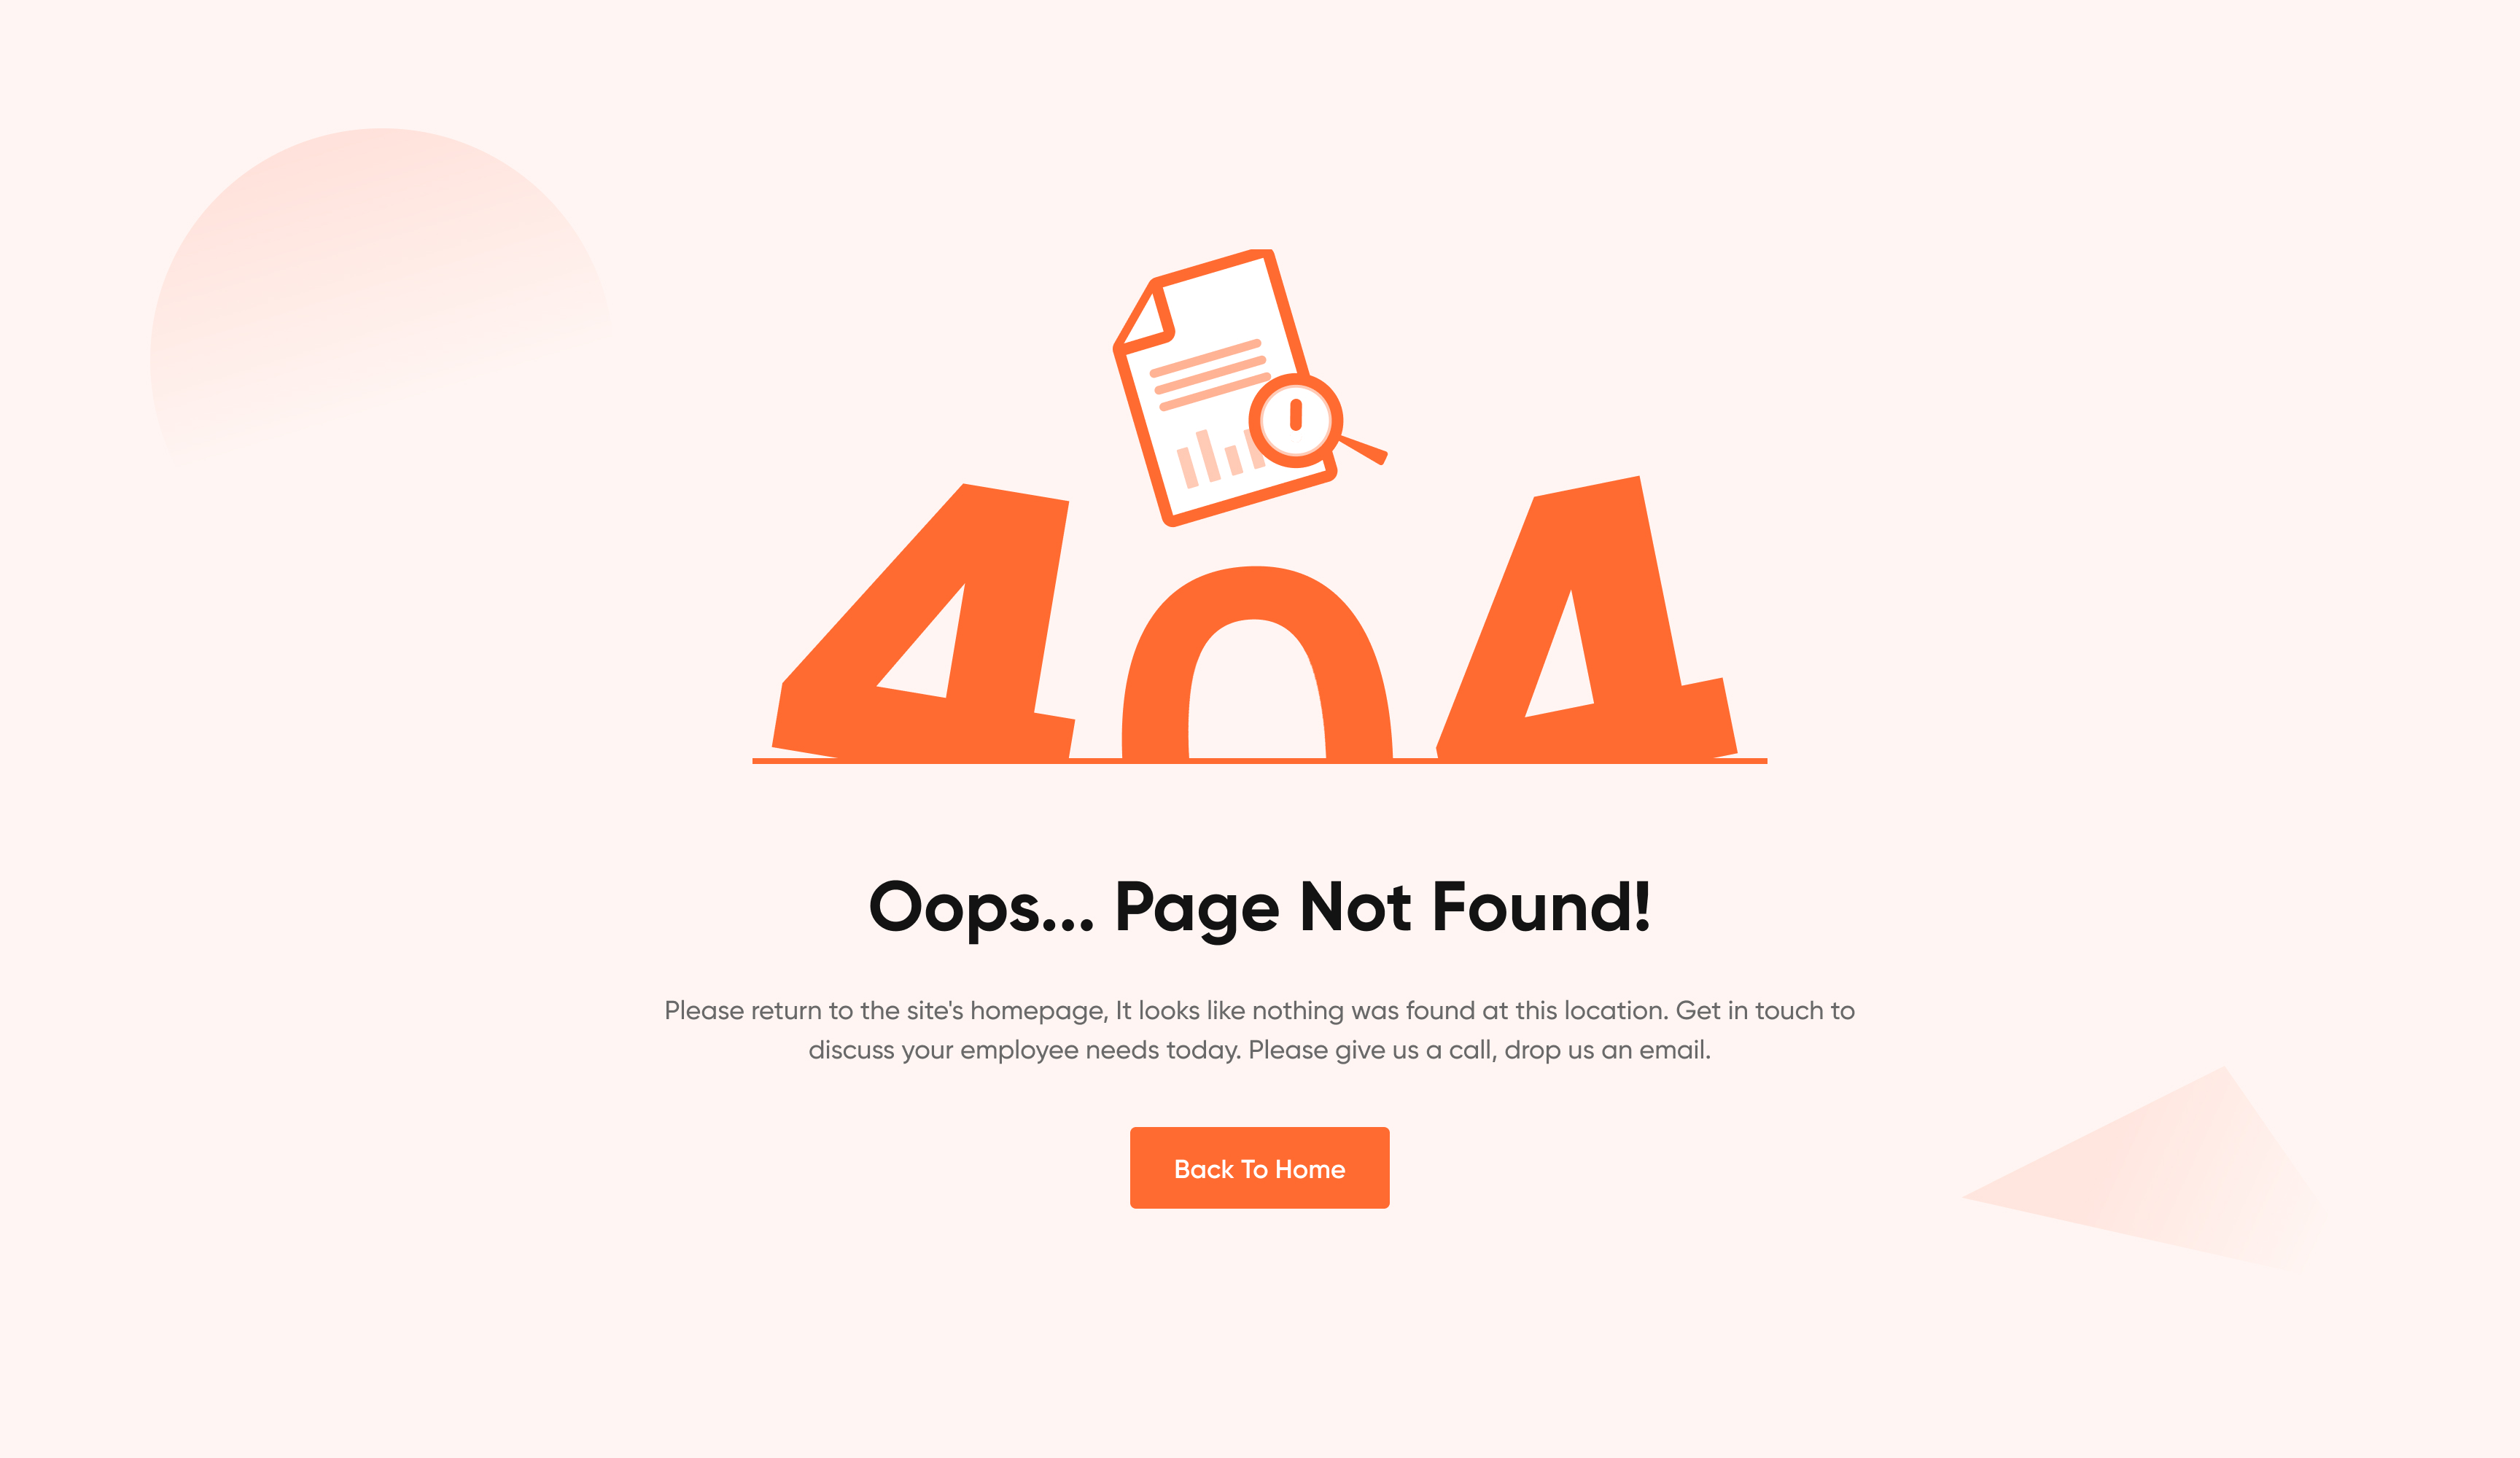 404
Oops... Page Not Found!
Please return to the site's homepage, It looks like nothing was found at this location. Get in touch to
discuss your employee needs today. Please give us a call, drop us an email.
Back To Home